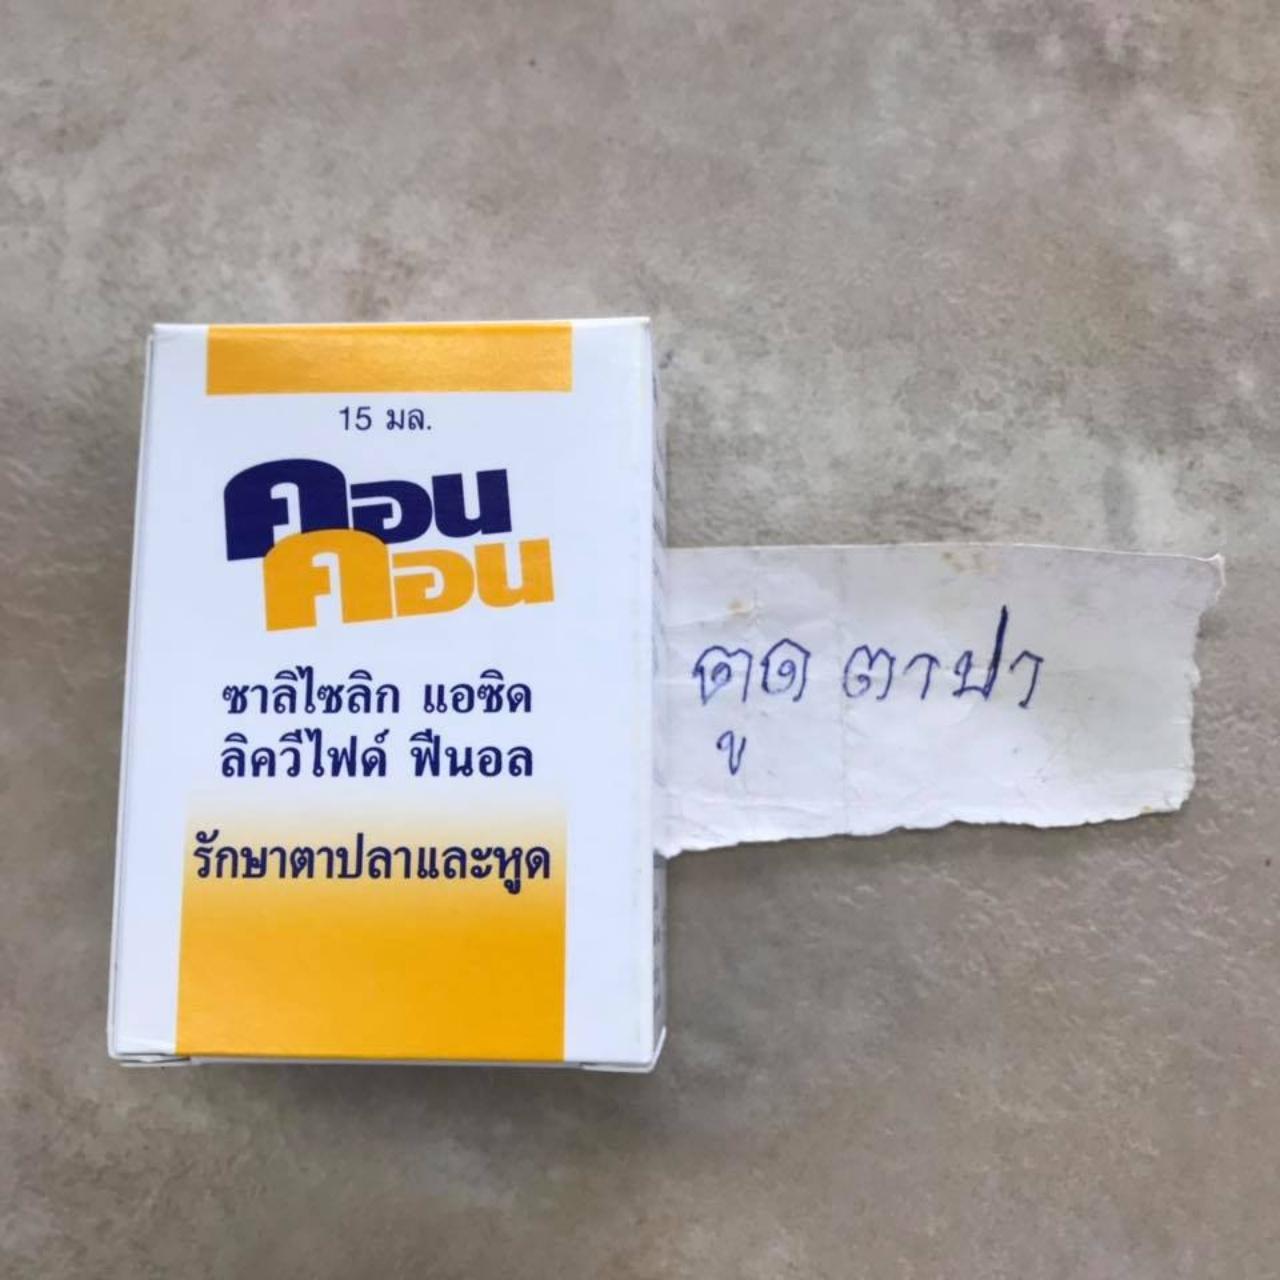 15 มล.
คอน
คอน
ซาลิไซลิก แอซิด
ลิควีไฟด์ ฟีนอล
รักษาตาปลาและหูด
ตูด ตาปา